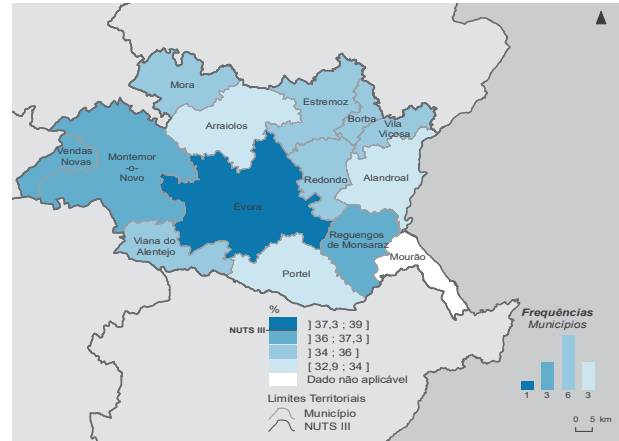 Mora
Estremoz
Borba
Vila
Viçosa
Arraiolos
Vendas
Novas
Montemor
-o-
Novo
Redondo
Alandroal
Évora
Viana do
Alentejo
Reguengos
de Monsaraz
Mourão
Portel
%
NUTS III
] 37,3 ; 39 ]
] 36 ; 37,3 ]
] 34 ; 36 ]
[ 32,9 ; 34 ]
Dado não aplicável
Limites Territoriais
Município
NUTS III
Frequências
Municípios
1 3 6 3
0 5 km